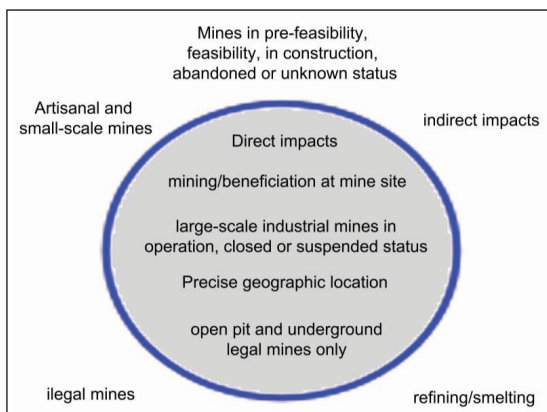 Mines in pre-feasibility,
feasibility, in construction,
abandoned or unknown status
Artisanal and
small-scale mines
indirect impacts
Direct impacts
mining/beneficiation at mine site
large-scale industrial mines in
operation, closed or suspended status
Precise geographic location
open pit and underground
legal mines only
ilegal mines
refining/smelting